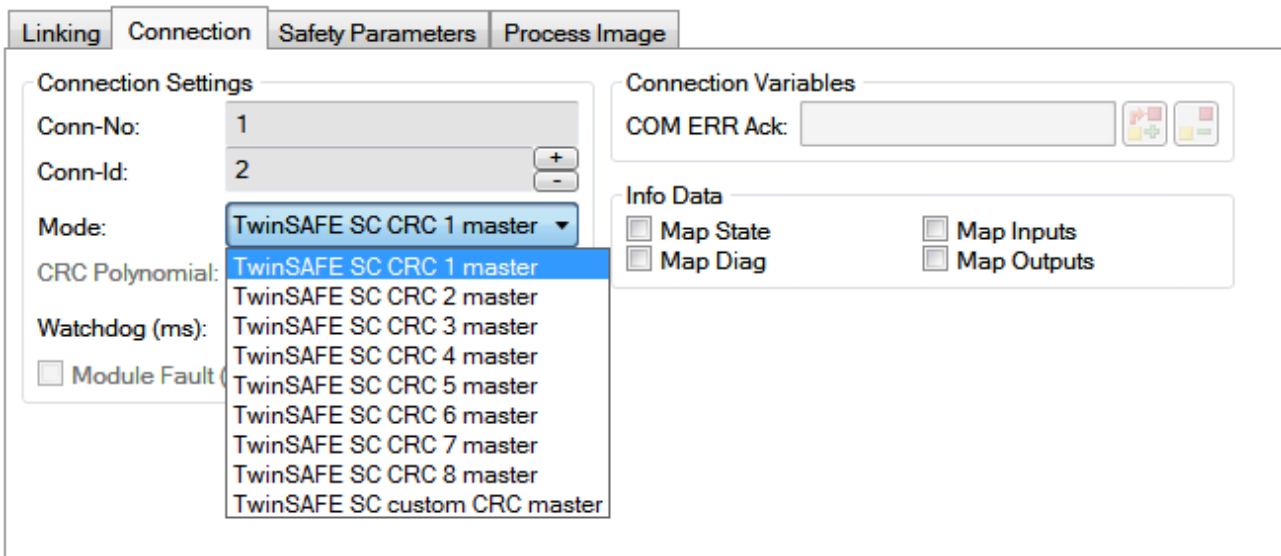 Linking Connection Safety Parameters Process Image
Connection Settings
Conn-No: 1
Conn-Id: 2
+
-
Mode: TwinSAFE SC CRC 1 master
CRC Polynomial:
Watchdog (ms):
Module Fault (
TwinSAFE SC CRC 1 master
TwinSAFE SC CRC 2 master
TwinSAFE SC CRC 3 master
TwinSAFE SC CRC 4 master
TwinSAFE SC CRC 5 master
TwinSAFE SC CRC 6 master
TwinSAFE SC CRC 7 master
TwinSAFE SC CRC 8 master
TwinSAFE SC custom CRC master
Connection Variables
COM ERR Ack:
Info Data
Map State Map Inputs
Map Diag Map Outputs